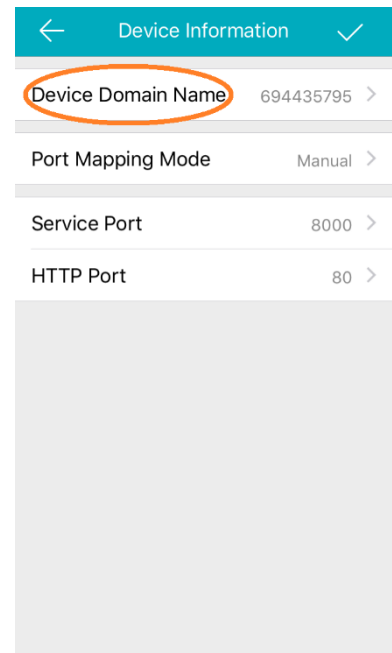 Device Information
Device Domain Name 694435795
Port Mapping Mode Manual
Service Port 8000
HTTP Port 80